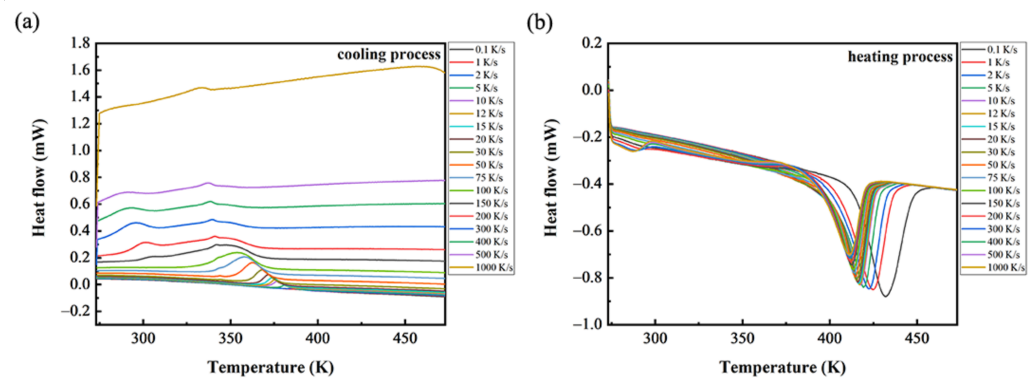 (a)
cooling process
1.8
1.6
1.4
1.2
1.0
0.8
0.6
0.4
0.2
0.0
−0.2
Heat flow (mW)
300
350
400
450
Temperature (K)
0.1 K/s
1 K/s
2 K/s
5 K/s
10 K/s
12 K/s
15 K/s
20 K/s
30 K/s
50 K/s
75 K/s
100 K/s
150 K/s
200 K/s
300 K/s
400 K/s
500 K/s
1000 K/s
(b)
heating process
0.2
0.0
−0.2
−0.4
−0.6
−0.8
−1.0
Heat flow (mW)
300
350
400
450
Temperature (K)
0.1 K/s
1 K/s
2 K/s
5 K/s
10 K/s
12 K/s
15 K/s
20 K/s
30 K/s
50 K/s
75 K/s
100 K/s
150 K/s
200 K/s
300 K/s
400 K/s
500 K/s
1000 K/s